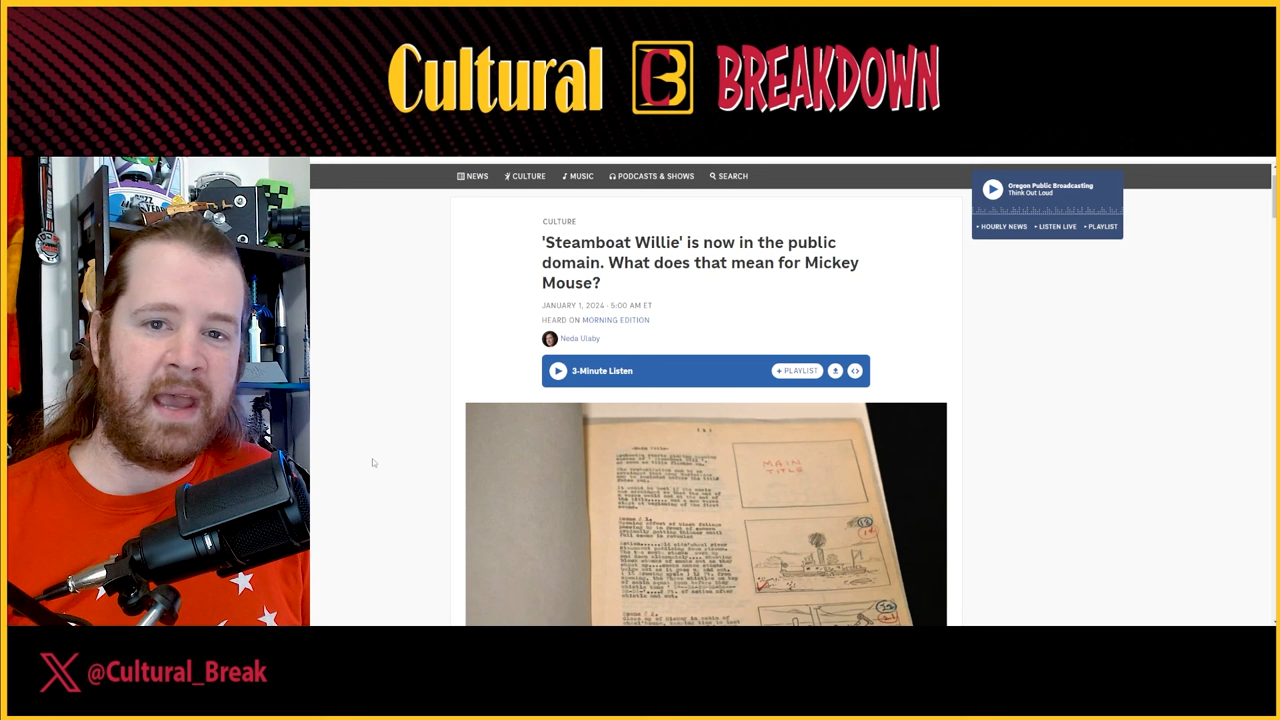 Cultural CB BREAKDOWN
NEWS CULTURE MUSIC PODCASTS & SHOWS SEARCH
Oregon Public Broadcasting
Think Out Loud
HOURLY NEWS LISTEN LIVE PLAYLIST
CULTURE
'Steamboat Willie' is now in the public
domain. What does that mean for Mickey
Mouse?
JANUARY 1, 2024 · 5:00 AM ET
HEARD ON MORNING EDITION
Neda Ulaby
3-Minute Listen
+ PLAYLIST
MAIN
TITLE
@Cultural_Break